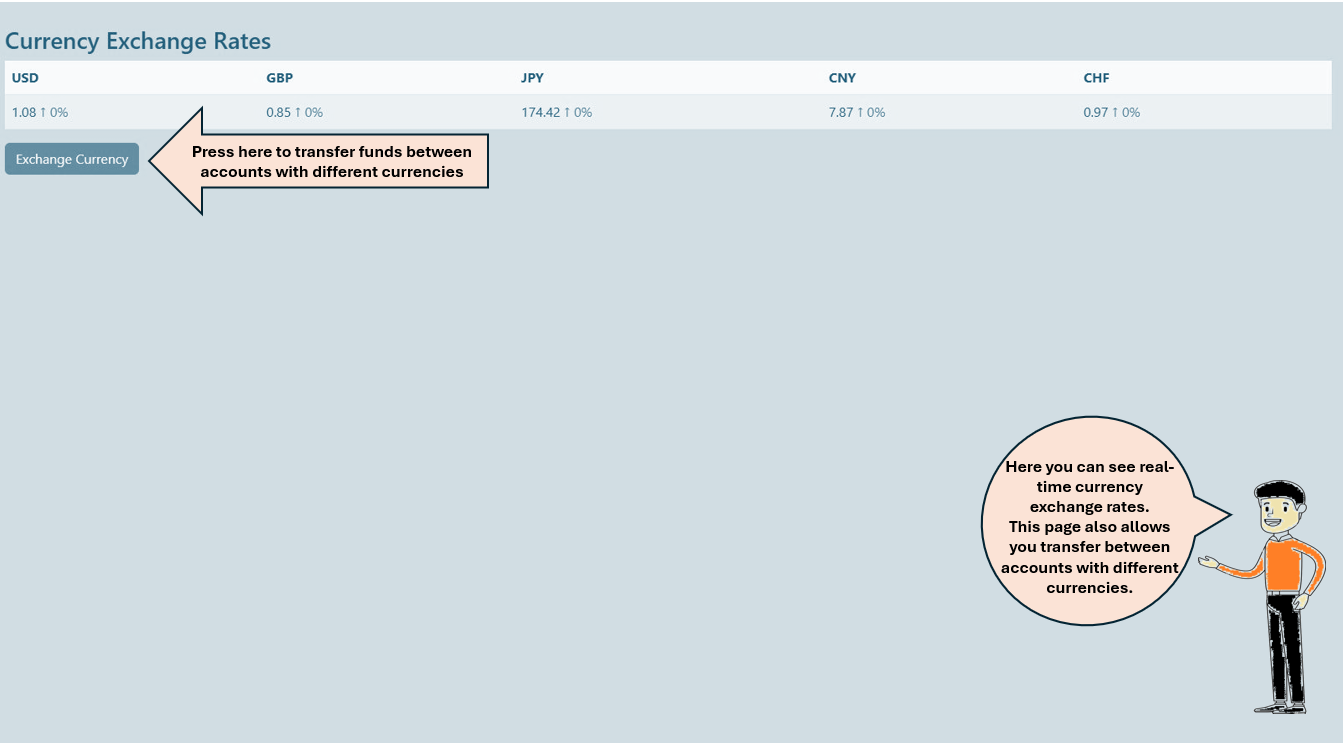 Currency Exchange Rates
USD GBP JPY CNY CHF
1.08 ↑ 0% 0.85 ↑ 0% 174.42 ↑ 0% 7.87 ↑ 0% 0.97 ↑ 0%
Exchange Currency
Press here to transfer funds between
accounts with different currencies
Here you can see real-
time currency
exchange rates.
This page also allows
you transfer between
accounts with different
currencies.